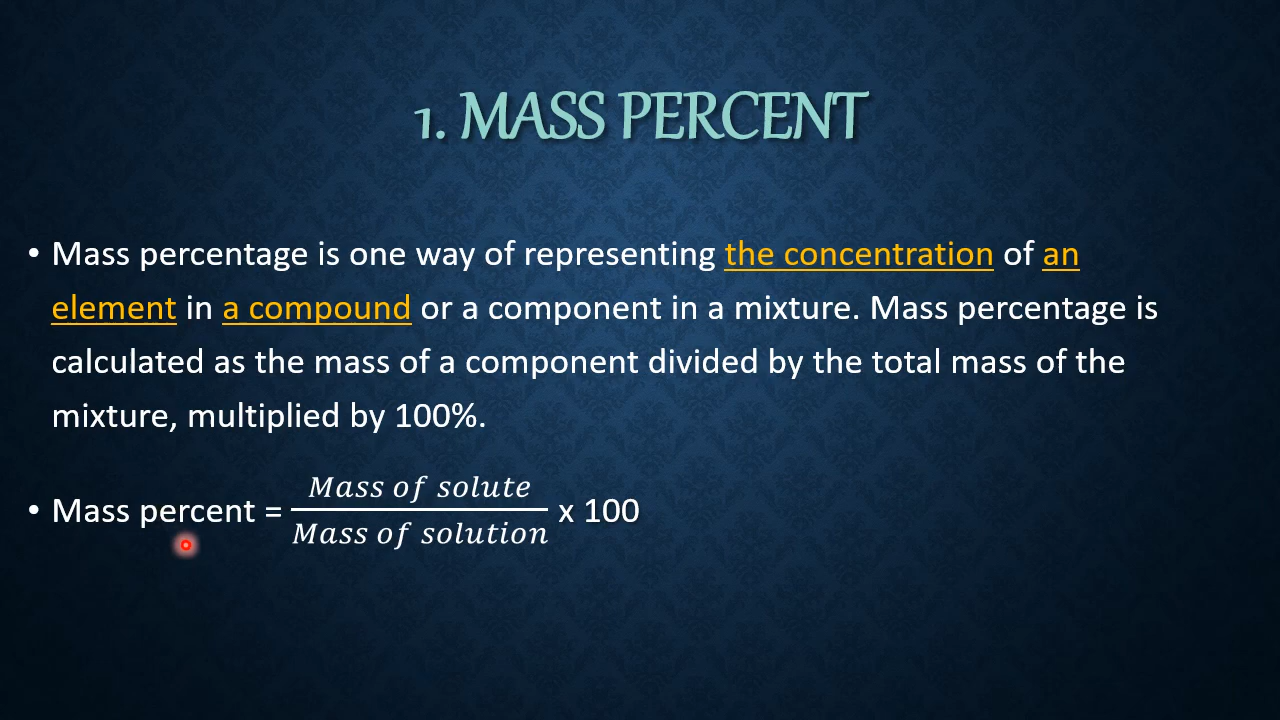 1. MASS PERCENT
• Mass percentage is one way of representing the concentration of an
element in a compound or a component in a mixture. Mass percentage is
calculated as the mass of a component divided by the total mass of the
mixture, multiplied by 100%.
• Mass percent = Mass of solute / Mass of solution x 100